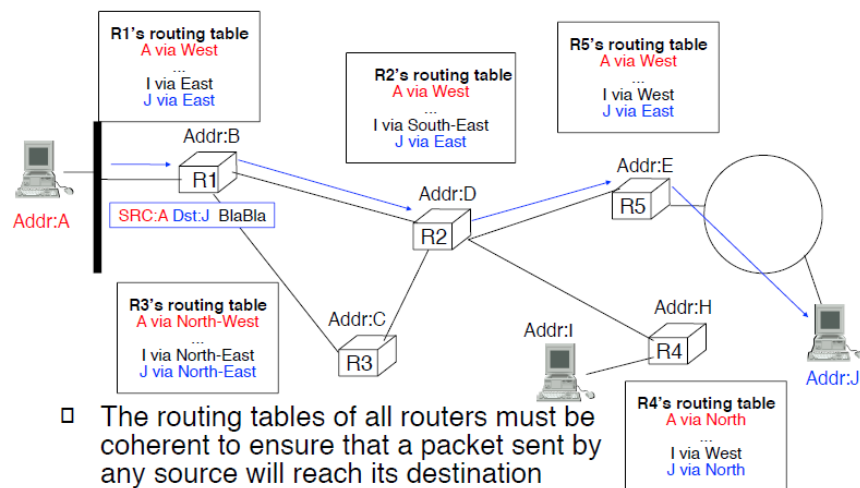 R1's routing table
A via West
...
I via East
J via East
R2's routing table
A via West
...
I via South-East
J via East
R5's routing table
A via West
...
I via West
J via East
Addr:A
Addr:B
R1
SRC:A Dst:J BlaBla
Addr:D
R2
Addr:E
R5
R3's routing table
A via North-West
...
I via North-East
J via North-East
Addr:C
R3
Addr:I
Addr:H
R4
Addr:J
R4's routing table
A via North
...
I via West
J via North
The routing tables of all routers must be
coherent to ensure that a packet sent by
any source will reach its destination